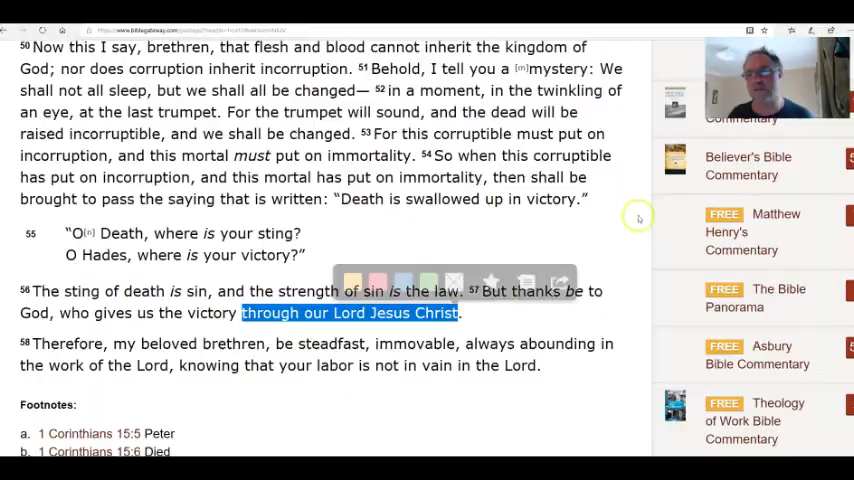 50 Now this I say, brethren, that flesh and blood cannot inherit the kingdom of
God; nor does corruption inherit incorruption. 51 Behold, I tell you a [m]mystery: We
shall not all sleep, but we shall all be changed— 52 in a moment, in the twinkling of
an eye, at the last trumpet. For the trumpet will sound, and the dead will be
raised incorruptible, and we shall be changed. 53 For this corruptible must put on
incorruption, and this mortal must put on immortality. 54 So when this corruptible
has put on incorruption, and this mortal has put on immortality, then shall be
brought to pass the saying that is written: “Death is swallowed up in victory.”
55 “O[n] Death, where is your sting?
O Hades, where is your victory?”
56 The sting of death is sin, and the strength of sin is the law. 57 But thanks be to
God, who gives us the victory through our Lord Jesus Christ.
58 Therefore, my beloved brethren, be steadfast, immovable, always abounding in
the work of the Lord, knowing that your labor is not in vain in the Lord.
Footnotes:
a. 1 Corinthians 15:5 Peter
b. 1 Corinthians 15:6 Died
Commentary
Believer's Bible
Commentary
FREE Matthew
Henry's
Commentary
FREE The Bible
Panorama
FREE Asbury
Bible Commentary
FREE Theology
of Work Bible
Commentary